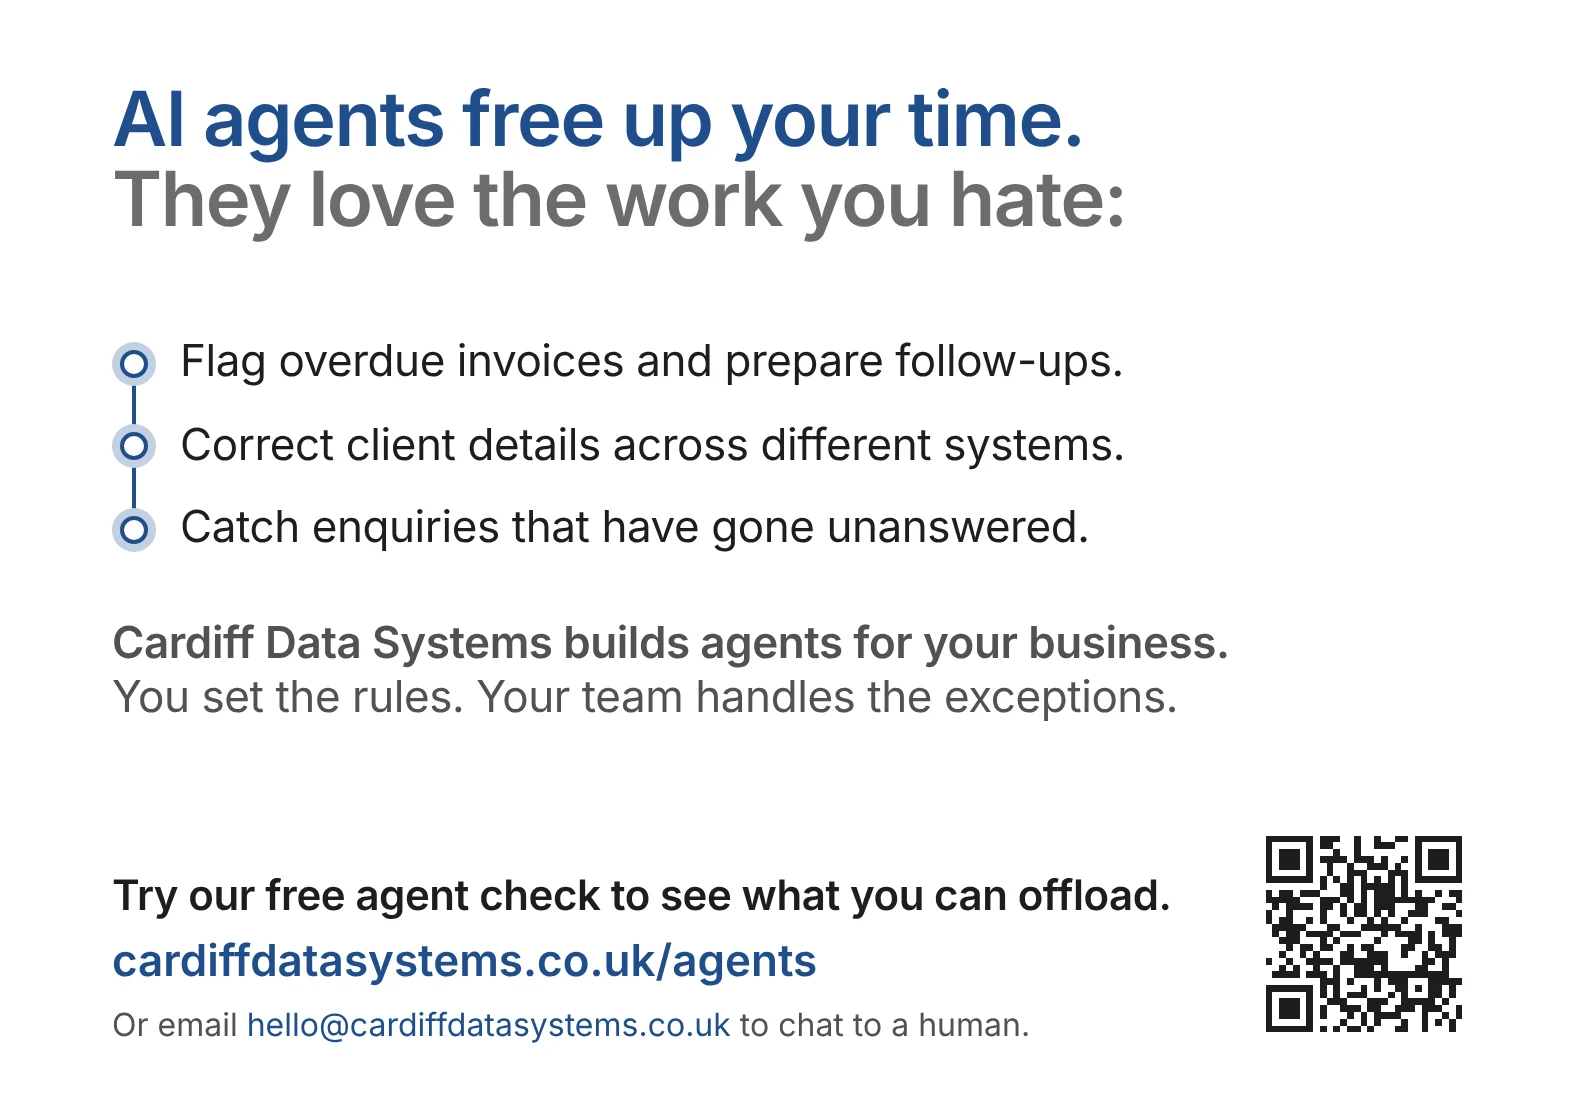 AI agents free up your time.
They love the work you hate:
Flag overdue invoices and prepare follow-ups.
Correct client details across different systems.
Catch enquiries that have gone unanswered.
Cardiff Data Systems builds agents for your business.
You set the rules. Your team handles the exceptions.
Try our free agent check to see what you can offload.
cardiffdatasystems.co.uk/agents
Or email hello@cardiffdatasystems.co.uk to chat to a human.